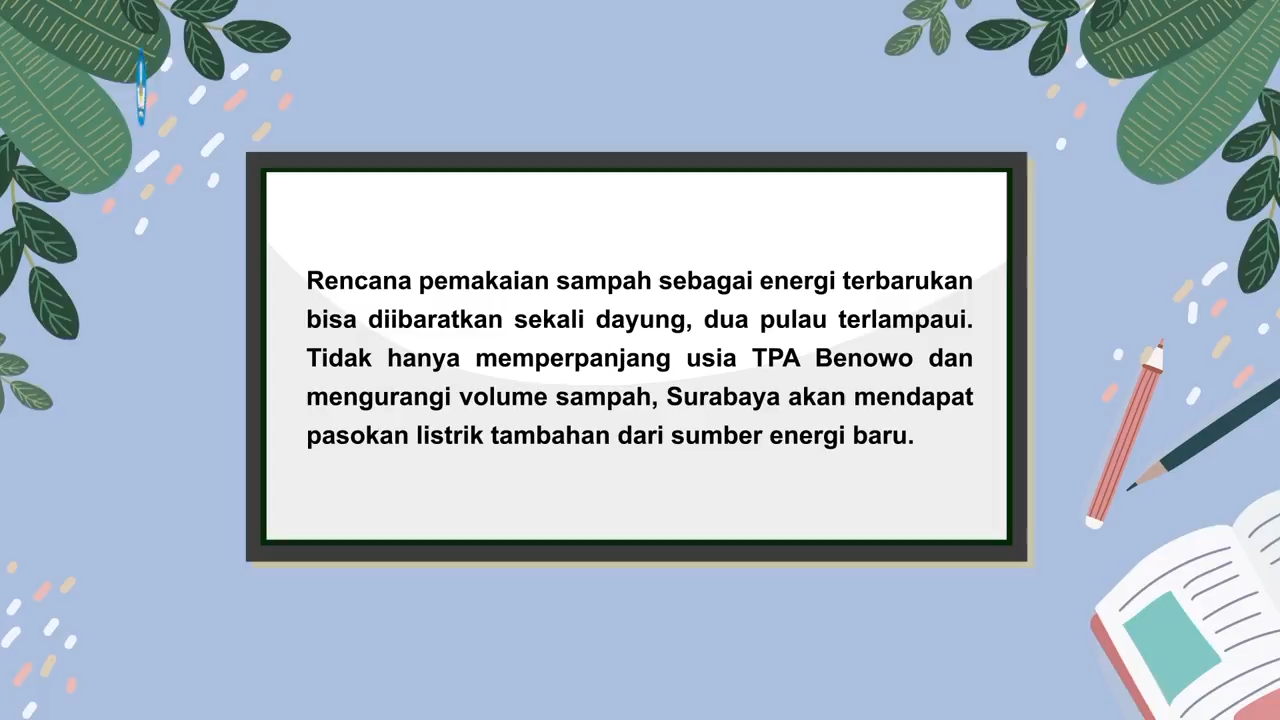 Rencana pemakaian sampah sebagai energi terbarukan
bisa diibaratkan sekali dayung, dua pulau terlampaui.
Tidak hanya memperpanjang usia TPA Benowo dan
mengurangi volume sampah, Surabaya akan mendapat
pasokan listrik tambahan dari sumber energi baru.